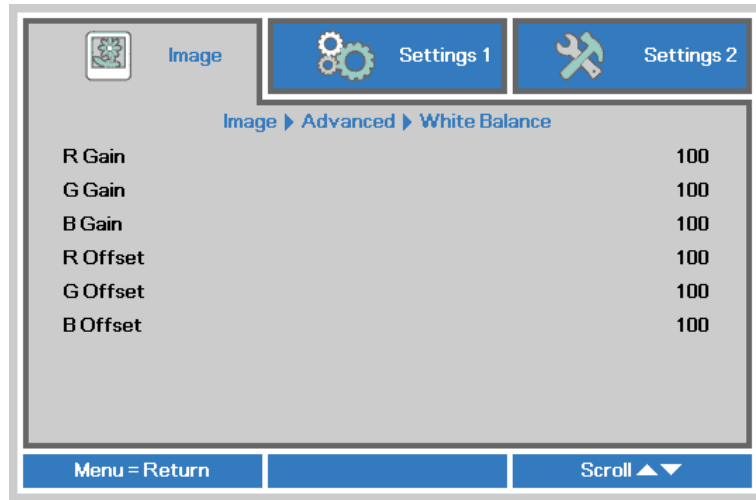 Image
Settings 1
Settings 2
Image ▶ Advanced ▶ White Balance
R Gain 100
G Gain 100
B Gain 100
R Offset 100
G Offset 100
B Offset 100
Menu = Return
Scroll ▲▼